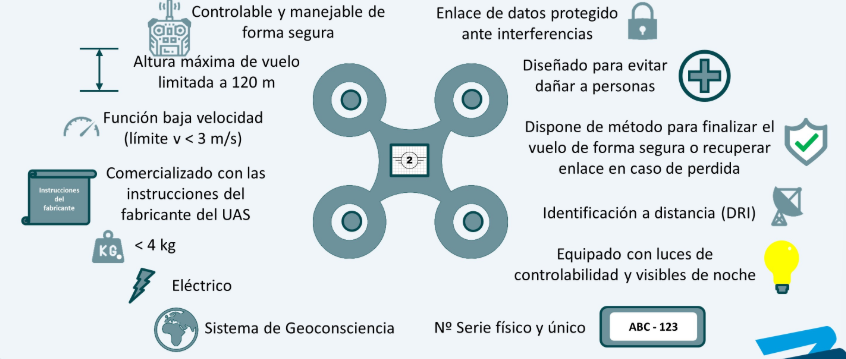 Controlable y manejable de
forma segura
Altura máxima de vuelo
limitada a 120 m
Función baja velocidad
(límite v < 3 m/s)
Instrucciones
del
fabricante
Comercializado con las
instrucciones del
fabricante del UAS
KG.
< 4 kg
Eléctrico
Sistema de Geoconsciencia
2
Enlace de datos protegido
ante interferencias
Diseñado para evitar
dañar a personas
Dispone de método para finalizar el
vuelo de forma segura o recuperar
enlace en caso de perdida
Identificación a distancia (DRI)
Equipado con luces de
controlabilidad y visibles de noche
Nº Serie físico y único
ABC - 123